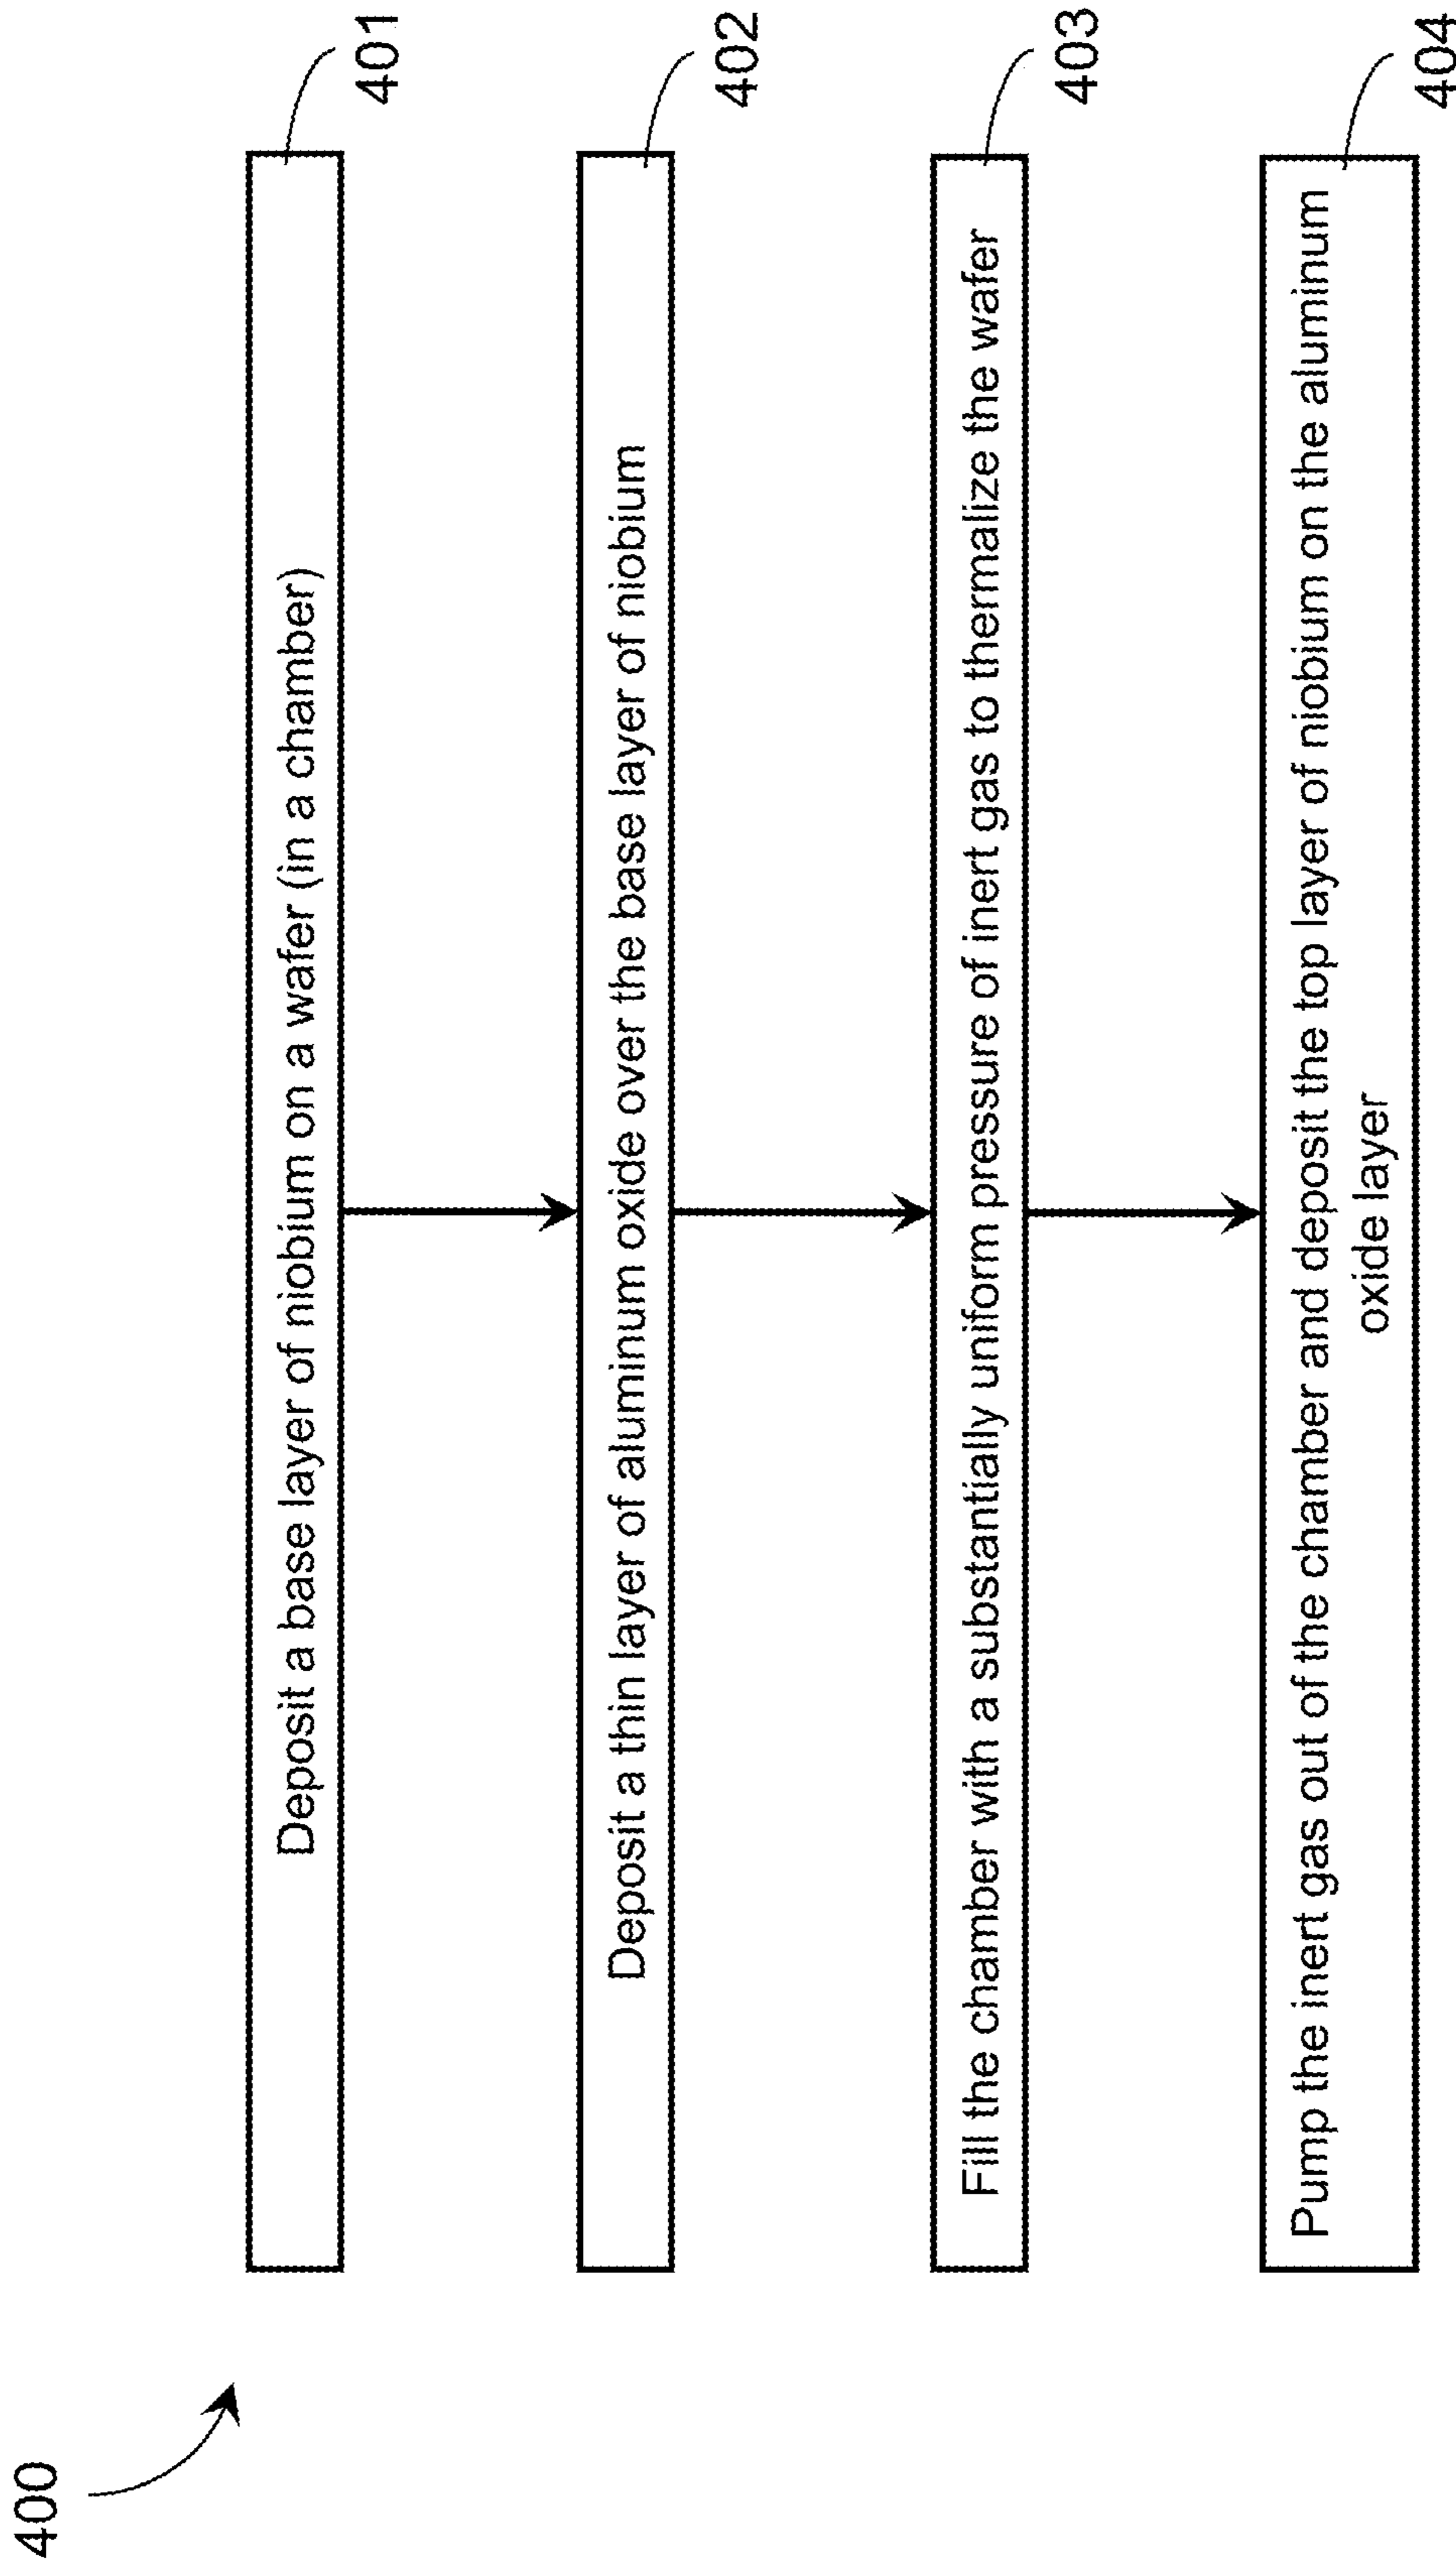 400
Deposit a base layer of niobium on a wafer (in a chamber)
401
Deposit a thin layer of aluminum oxide over the base layer of niobium
402
Fill the chamber with a substantially uniform pressure of inert gas to thermalize the wafer
403
Pump the inert gas out of the chamber and deposit the top layer of niobium on the aluminum
oxide layer
404